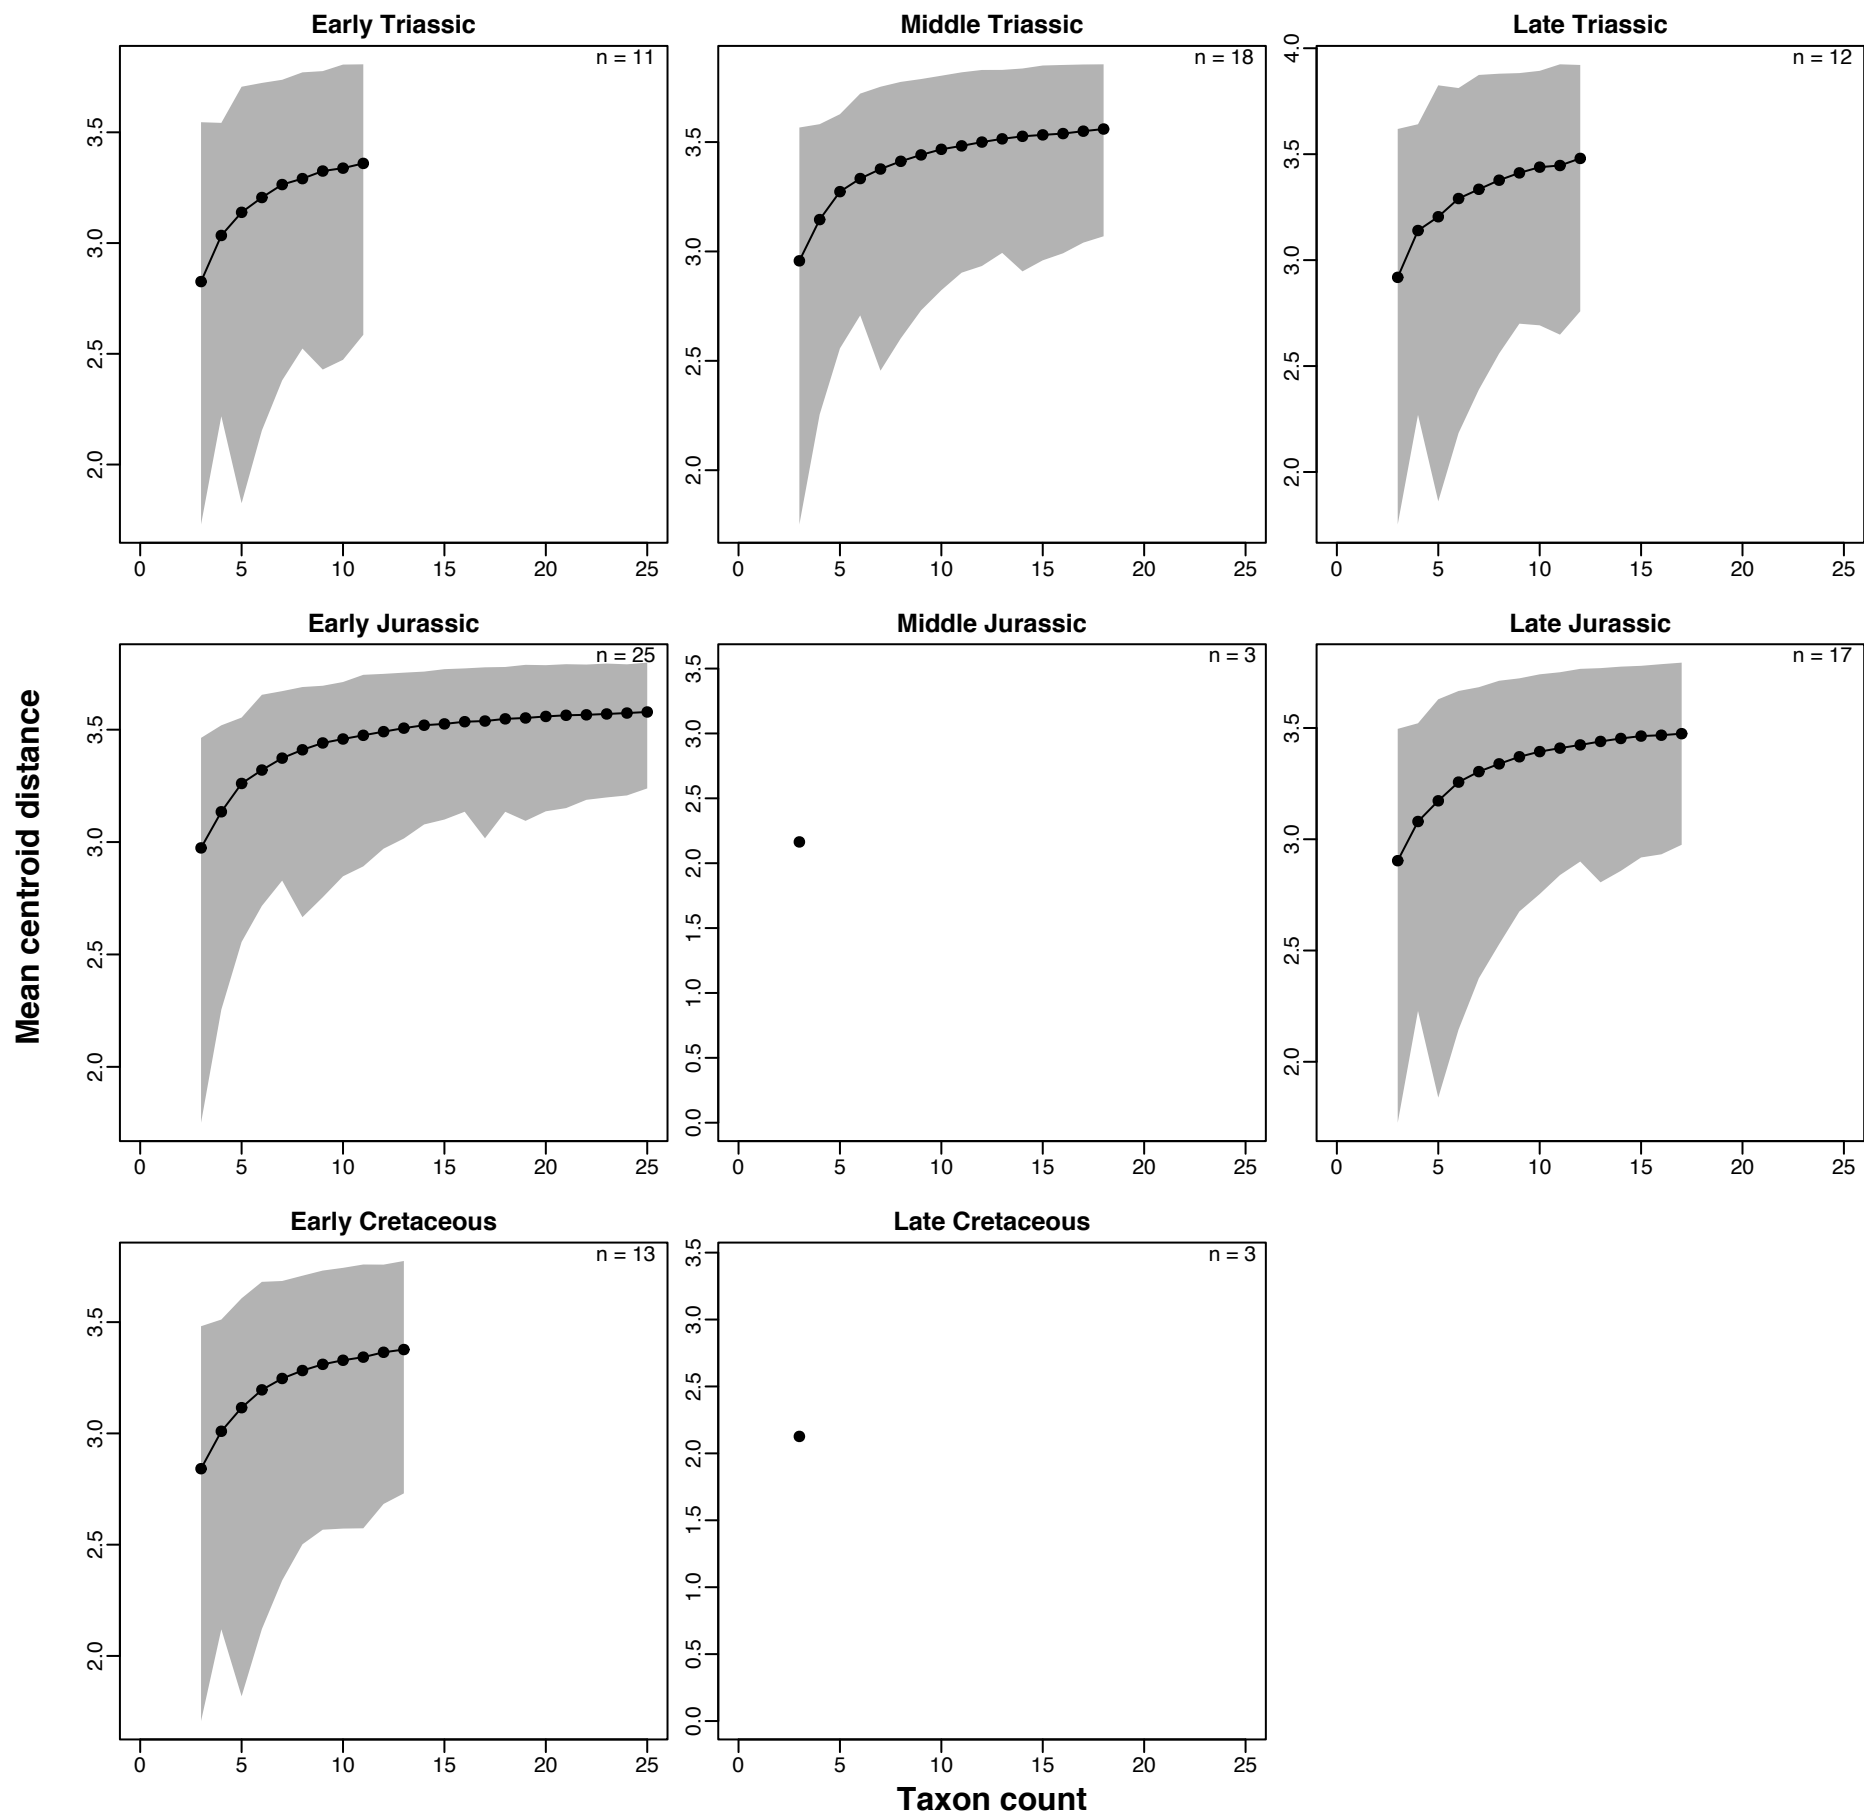 Early Triassic
n = 11
3.5
3.0
2.5
2.0
0 5 10 15 20 25
Middle Triassic
n = 18
3.5
3.0
2.5
2.0
0 5 10 15 20 25
Late Triassic
n = 12
4.0
3.5
3.0
2.5
2.0
0 5 10 15 20 25
Early Jurassic
n = 25
3.5
3.0
2.5
2.0
0 5 10 15 20 25
Middle Jurassic
n = 3
3.5
3.0
2.5
2.0
1.5
1.0
0.5
0.0
0 5 10 15 20 25
Late Jurassic
n = 17
3.5
3.0
2.5
2.0
0 5 10 15 20 25
Mean centroid distance
Early Cretaceous
n = 13
3.5
3.0
2.5
2.0
0 5 10 15 20 25
Late Cretaceous
n = 3
3.5
3.0
2.5
2.0
1.5
1.0
0.5
0.0
0 5 10 15 20 25
Taxon count